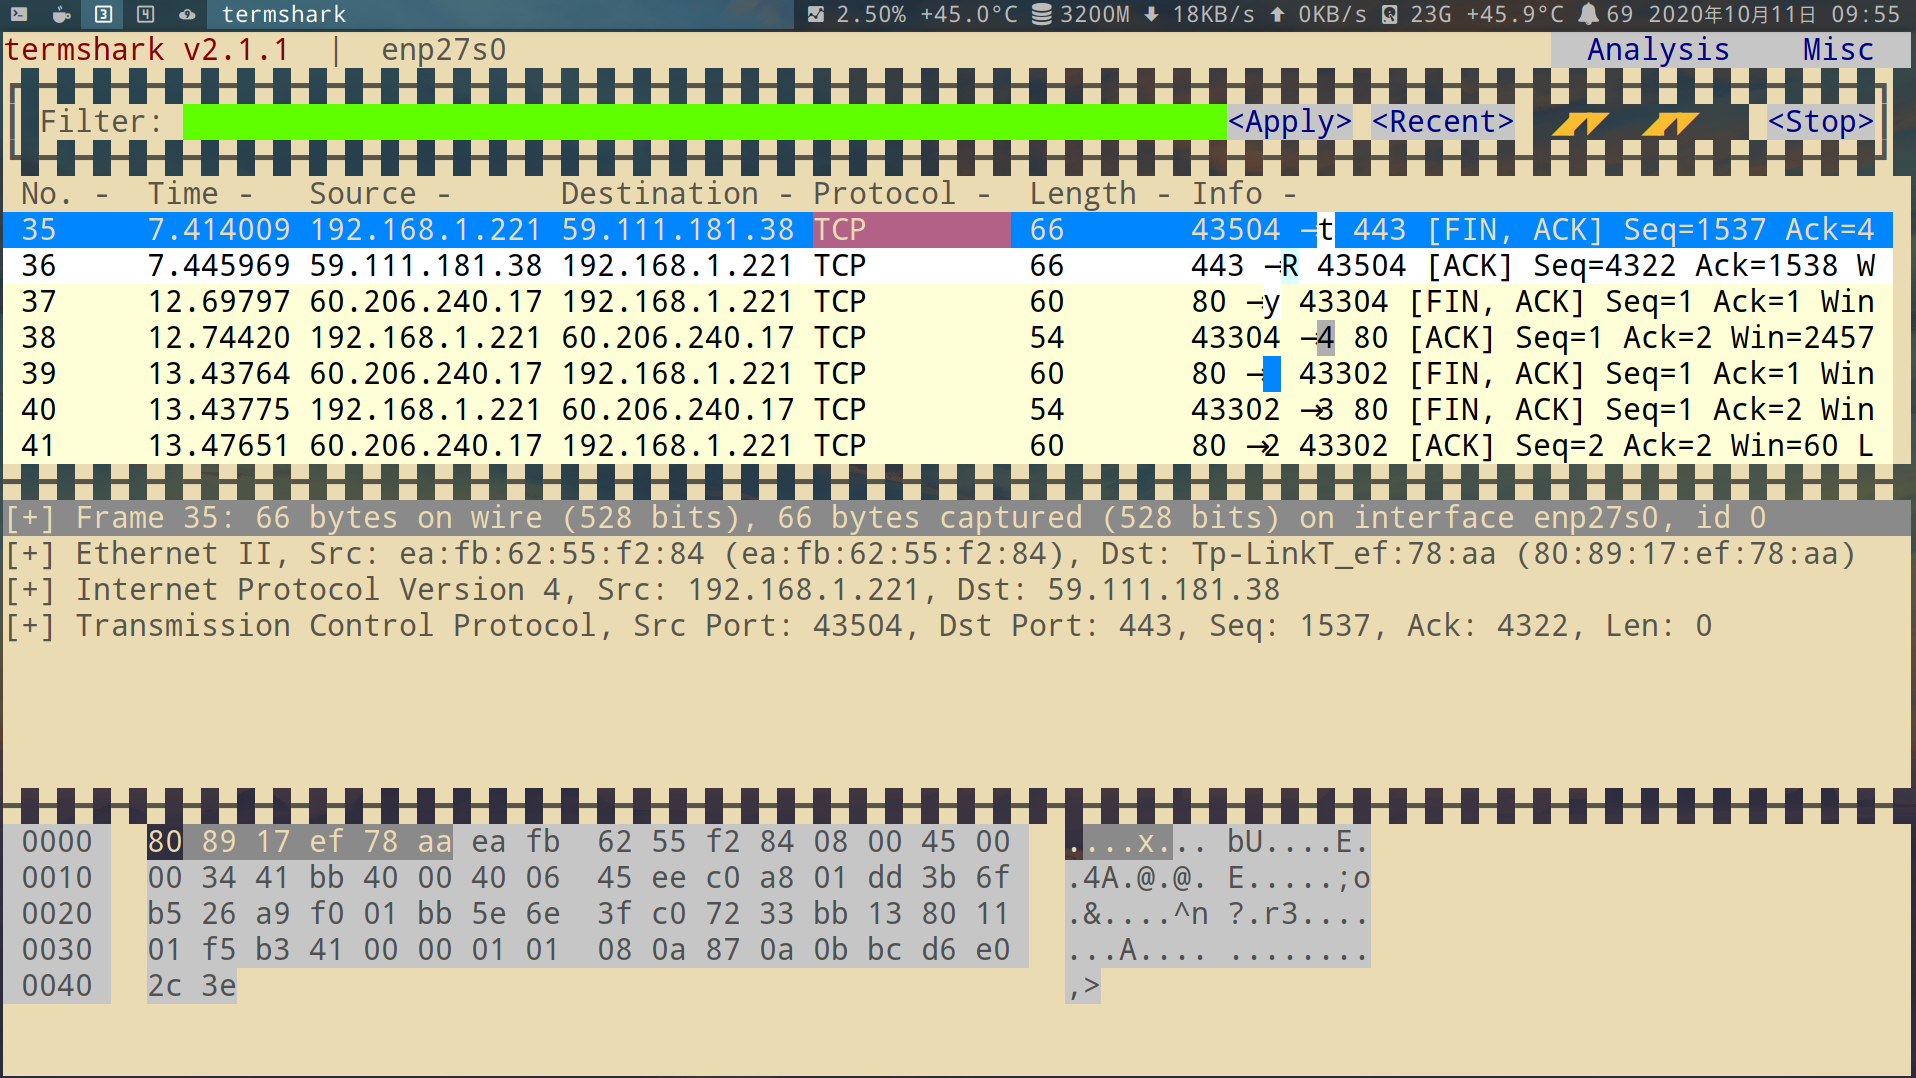 3 4 termshark 2.50% +45.0°C 3200M 18KB/s 0KB/s 23G +45.9°C 69 2020年10月11日 09:55
termshark v2.1.1 | enp27s0 Analysis Misc
Filter: <Apply> <Recent> <Stop>
No. - Time - Source - Destination - Protocol - Length - Info -
35 7.414009 192.168.1.221 59.111.181.38 TCP 66 43504 →t 443 [FIN, ACK] Seq=1537 Ack=4
36 7.445969 59.111.181.38 192.168.1.221 TCP 66 443 →R 43504 [ACK] Seq=4322 Ack=1538 W
37 12.69797 60.206.240.17 192.168.1.221 TCP 60 80 →y 43304 [FIN, ACK] Seq=1 Ack=1 Win
38 12.74420 192.168.1.221 60.206.240.17 TCP 54 43304 →4 80 [ACK] Seq=1 Ack=2 Win=2457
39 13.43764 60.206.240.17 192.168.1.221 TCP 60 80 → 43302 [FIN, ACK] Seq=1 Ack=1 Win
40 13.43775 192.168.1.221 60.206.240.17 TCP 54 43302 →3 80 [FIN, ACK] Seq=1 Ack=2 Win
41 13.47651 60.206.240.17 192.168.1.221 TCP 60 80 →2 43302 [ACK] Seq=2 Ack=2 Win=60 L
[+] Frame 35: 66 bytes on wire (528 bits), 66 bytes captured (528 bits) on interface enp27s0, id 0
[+] Ethernet II, Src: ea:fb:62:55:f2:84 (ea:fb:62:55:f2:84), Dst: Tp-LinkT_ef:78:aa (80:89:17:ef:78:aa)
[+] Internet Protocol Version 4, Src: 192.168.1.221, Dst: 59.111.181.38
[+] Transmission Control Protocol, Src Port: 43504, Dst Port: 443, Seq: 1537, Ack: 4322, Len: 0
0000 80 89 17 ef 78 aa ea fb 62 55 f2 84 08 00 45 00 ....x... bU....E.
0010 00 34 41 bb 40 00 40 06 45 ee c0 a8 01 dd 3b 6f .4A.@.@. E.....;o
0020 b5 26 a9 f0 01 bb 5e 6e 3f c0 72 33 bb 13 80 11 .&....^n ?.r3....
0030 01 f5 b3 41 00 00 01 01 08 0a 87 0a 0b bc d6 e0 ...A.... ........
0040 2c 3e ,>